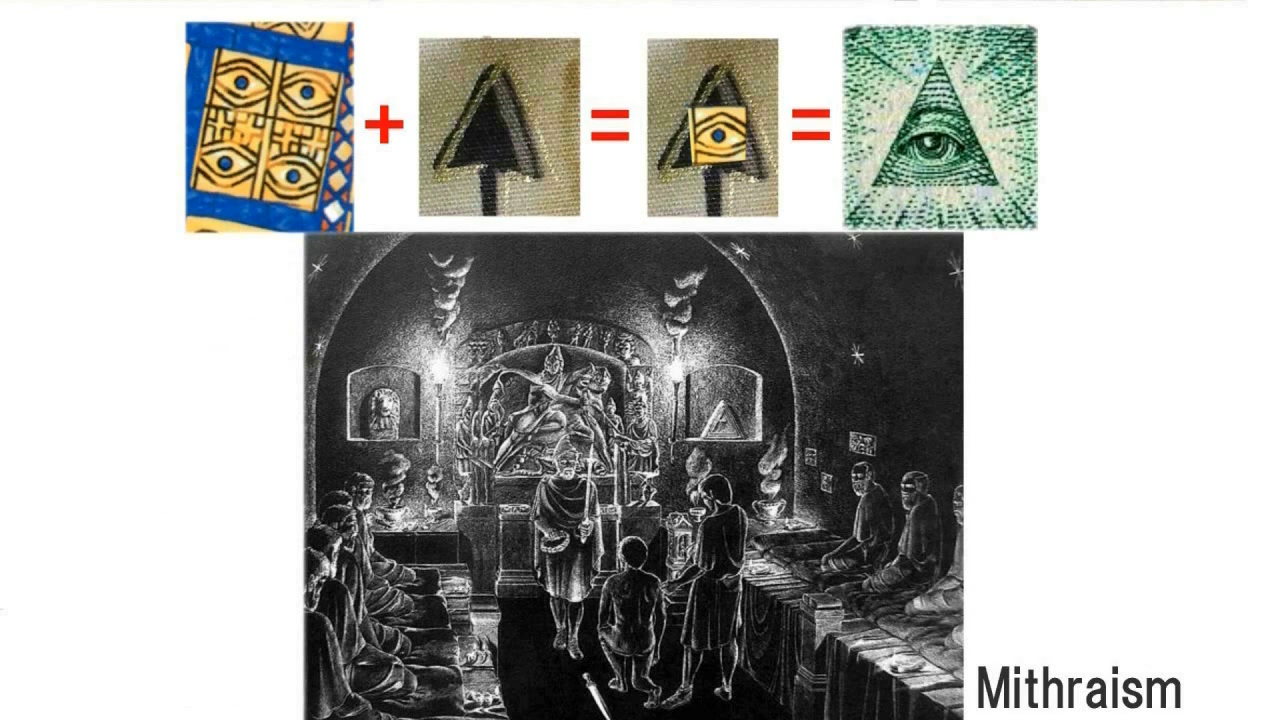 + = =
Mithraism